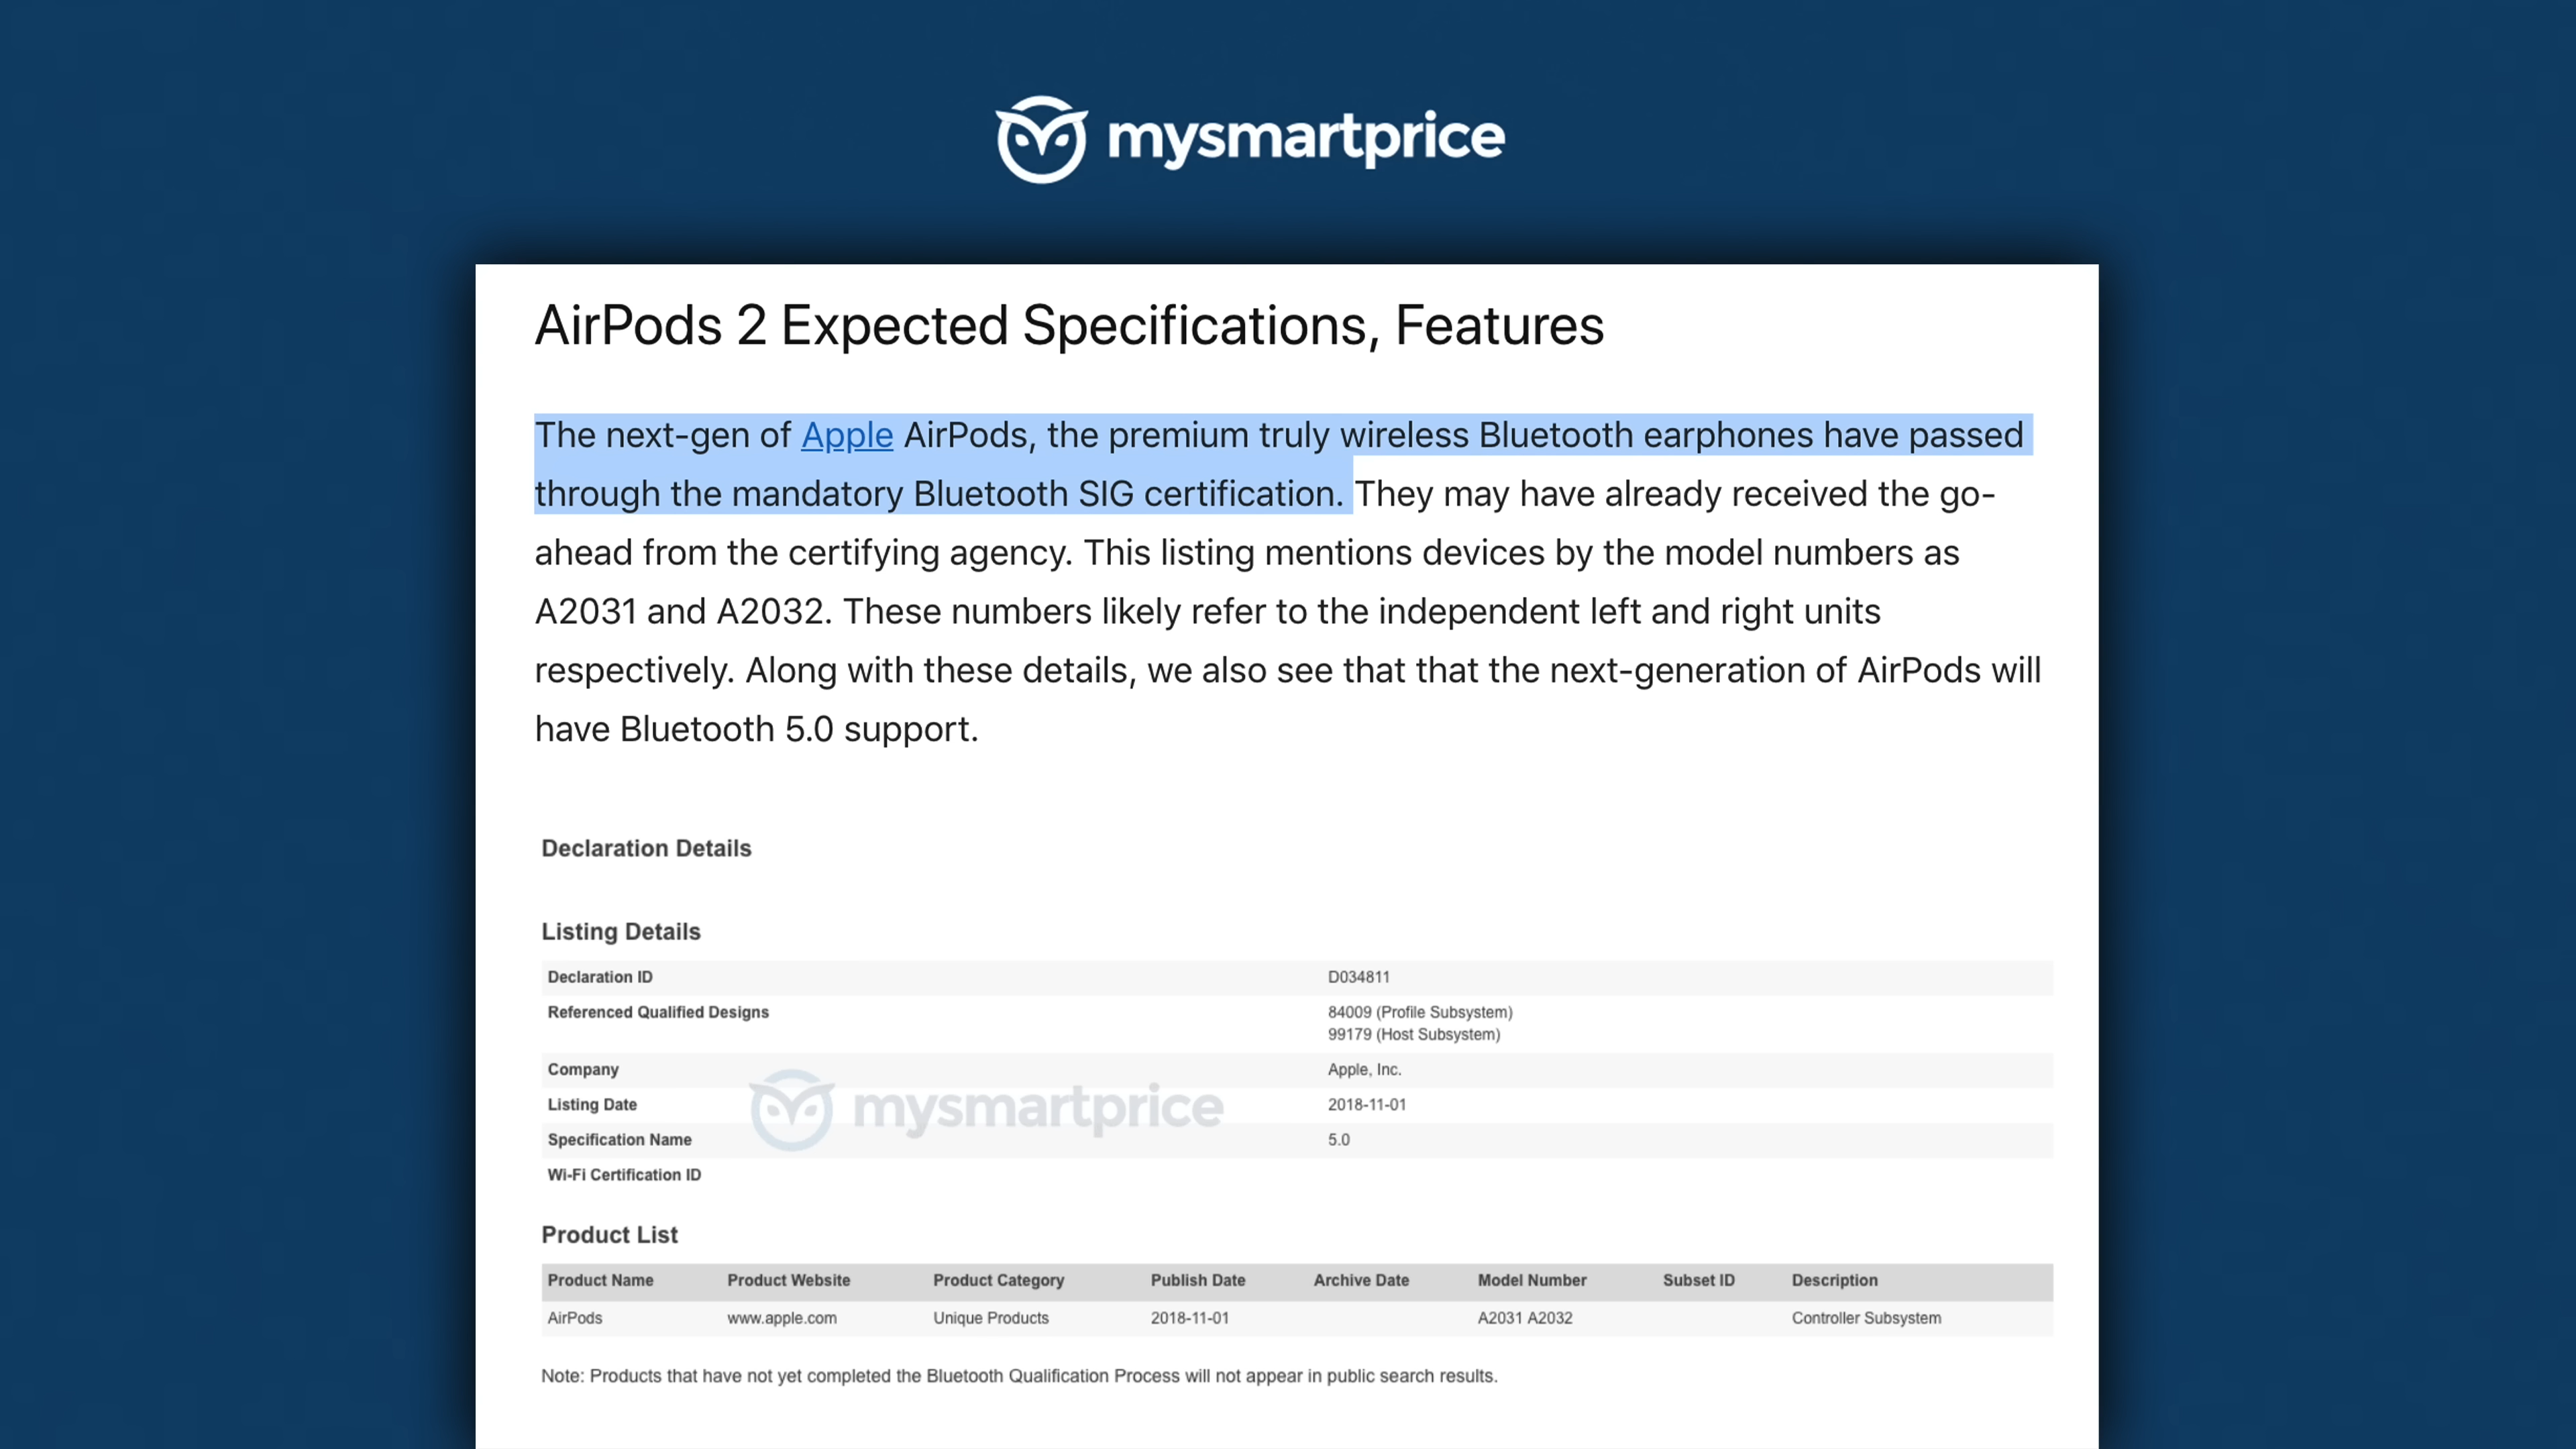 mysmartprice
AirPods 2 Expected Specifications, Features
The next-gen of Apple AirPods, the premium truly wireless Bluetooth earphones have passed
through the mandatory Bluetooth SIG certification. They may have already received the go-
ahead from the certifying agency. This listing mentions devices by the model numbers as
A2031 and A2032. These numbers likely refer to the independent left and right units
respectively. Along with these details, we also see that that the next-generation of AirPods will
have Bluetooth 5.0 support.
Declaration Details
Listing Details
Declaration ID D034811
Referenced Qualified Designs 84009 (Profile Subsystem)
99179 (Host Subsystem)
Company Apple, Inc.
mysmartprice
Listing Date 2018-11-01
Specification Name 5.0
Wi-Fi Certification ID
Product List
Product Name Product Website Product Category Publish Date Archive Date Model Number Subset ID Description
AirPods www.apple.com Unique Products 2018-11-01 A2031 A2032 Controller Subsystem
Note: Products that have not yet completed the Bluetooth Qualification Process will not appear in public search results.